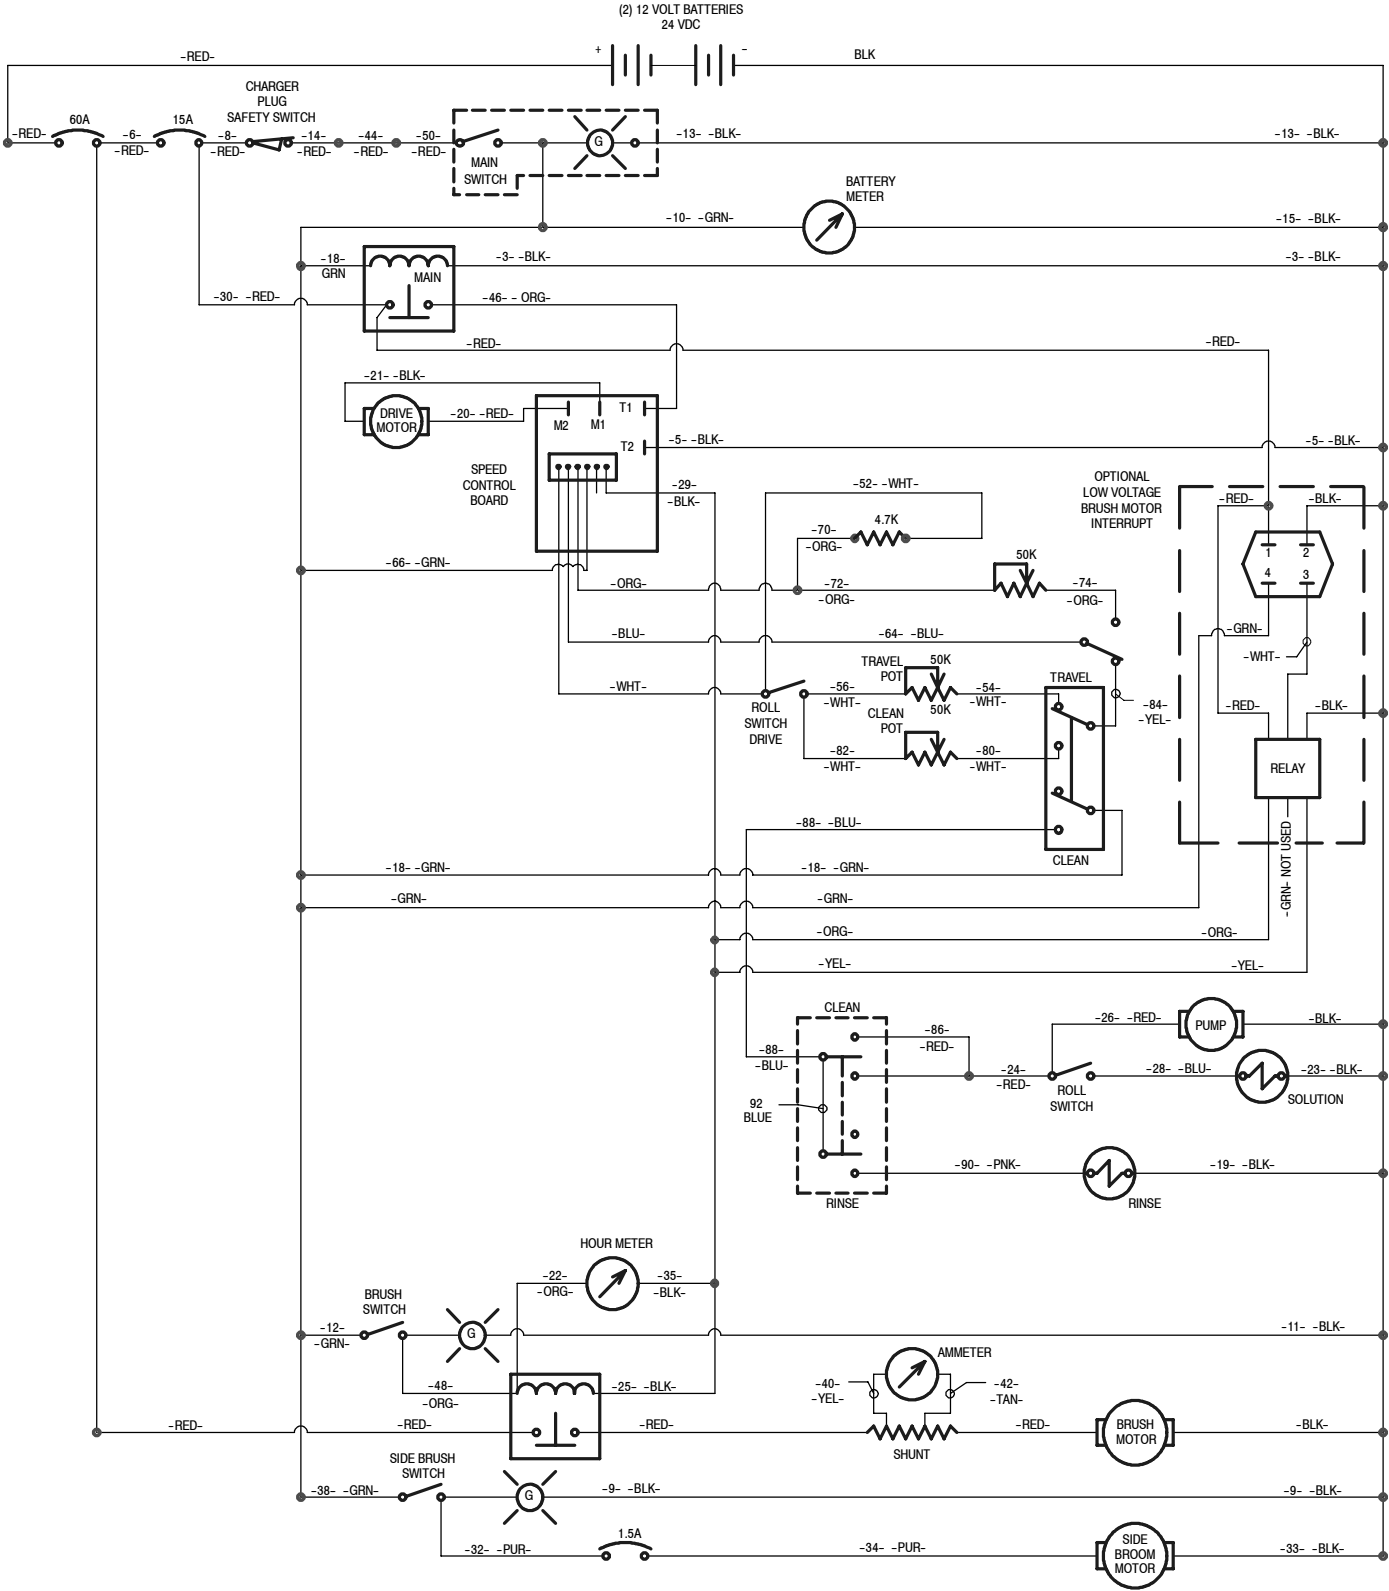 (2) 12 VOLT BATTERIES
24 VDC
+
-
-RED-
BLK
CHARGER
PLUG
SAFETY SWITCH
-RED-
60A
-6-
-RED-
15A
-8-
-RED-
-14-
-RED-
-44-
-RED-
-50-
-RED-
MAIN
SWITCH
G
-13- -BLK-
-13- -BLK-
BATTERY
METER
-10- -GRN-
-15- -BLK-
-18-
GRN
MAIN
-3- -BLK-
-3- -BLK-
-30- -RED-
-46- - ORG-
-RED-
-RED-
-21- -BLK-
DRIVE
MOTOR
-20- -RED-
M2
M1
T1
T2
-5- -BLK-
-5- -BLK-
SPEED
CONTROL
BOARD
-29-
-BLK-
-52- -WHT-
OPTIONAL
LOW VOLTAGE
BRUSH MOTOR
INTERRUPT
-RED-
-BLK-
-70-
-ORG-
4.7K
1
2
4
3
-66- -GRN-
-ORG-
-72-
-ORG-
50K
-74-
-ORG-
-GRN-
-BLU-
-64- -BLU-
-WHT-
TRAVEL
POT
50K
TRAVEL
-WHT-
-56-
-WHT-
-54-
-WHT-
-84-
-YEL-
-RED-
-BLK-
ROLL
SWITCH
DRIVE
CLEAN
POT
50K
-82-
-WHT-
-80-
-WHT-
RELAY
-88- -BLU-
CLEAN
-GRN- NOT USED
-18- -GRN-
-18- -GRN-
-GRN-
-GRN-
-ORG-
-ORG-
-YEL-
-YEL-
CLEAN
-86-
-RED-
-26- -RED-
PUMP
-BLK-
-88-
-BLU-
-24-
-RED-
ROLL
SWITCH
-28- -BLU-
-23- -BLK-
SOLUTION
92
BLUE
-90- -PNK-
-19- -BLK-
RINSE
RINSE
HOUR METER
-22-
-ORG-
-35-
-BLK-
BRUSH
SWITCH
-12-
-GRN-
G
-11- -BLK-
-48-
-ORG-
-25- -BLK-
AMMETER
-40-
-YEL-
-42-
-TAN-
-RED-
-RED-
-RED-
SHUNT
-RED-
BRUSH
MOTOR
-BLK-
SIDE BRUSH
SWITCH
-38- -GRN-
G
-9- -BLK-
-9- -BLK-
-32- -PUR-
1.5A
-34- -PUR-
SIDE
BROOM
MOTOR
-33- -BLK-